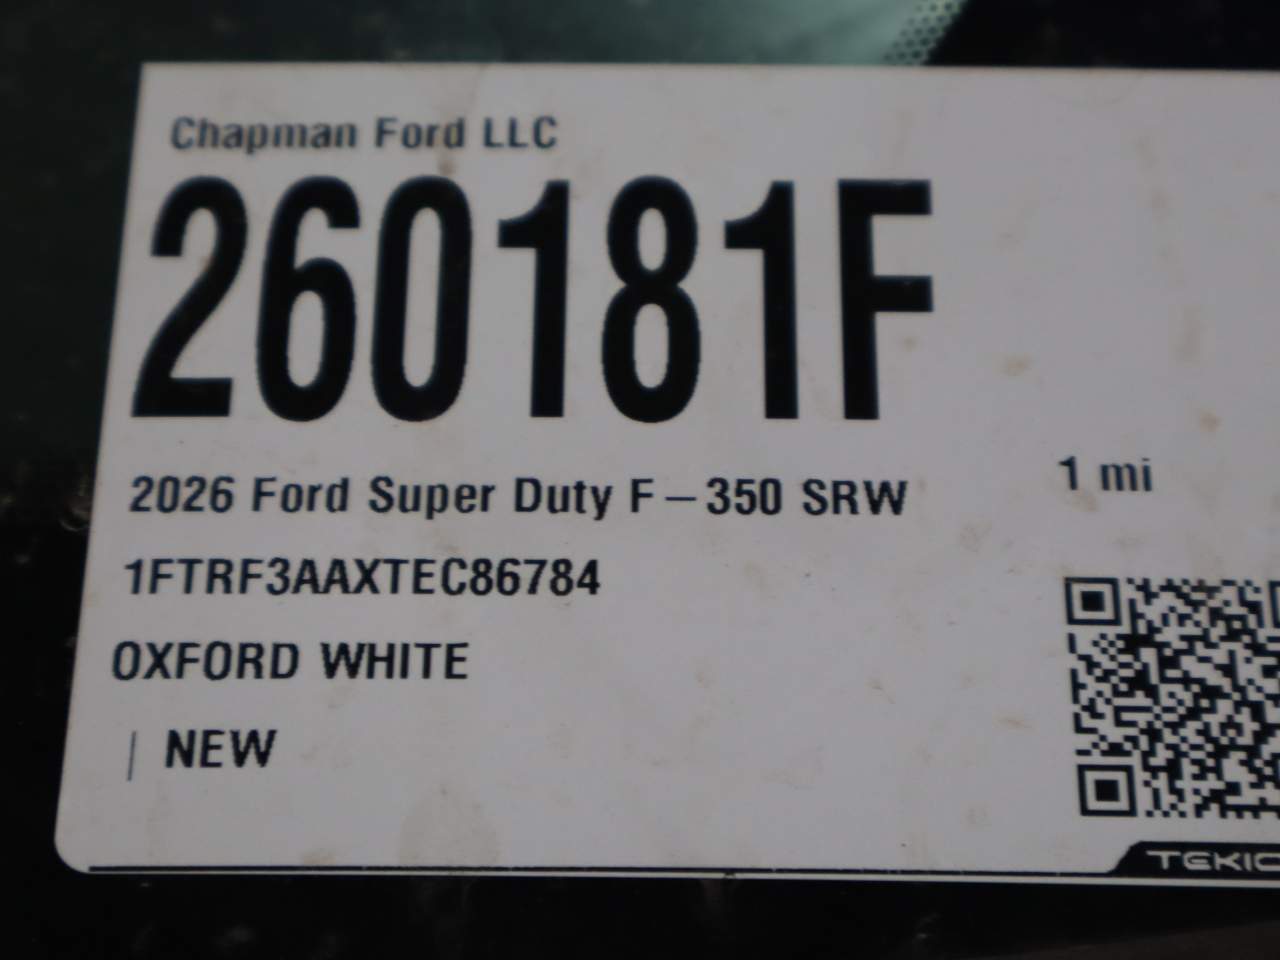 Chapman Ford LLC
260181F
2026 Ford Super Duty F-350 SRW
1 mi
1FTRF3AAXTEC86784
OXFORD WHITE
| NEW